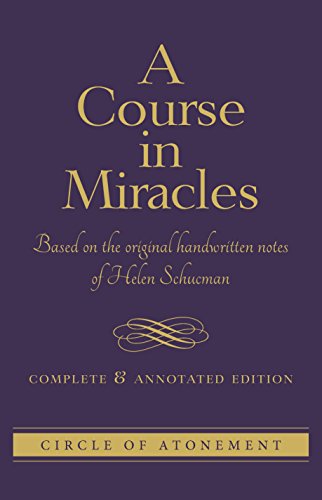 A
Course
in
Miracles
Based on the original handwritten notes
of Helen Schucman
COMPLETE & ANNOTATED EDITION
CIRCLE OF ATONEMENT